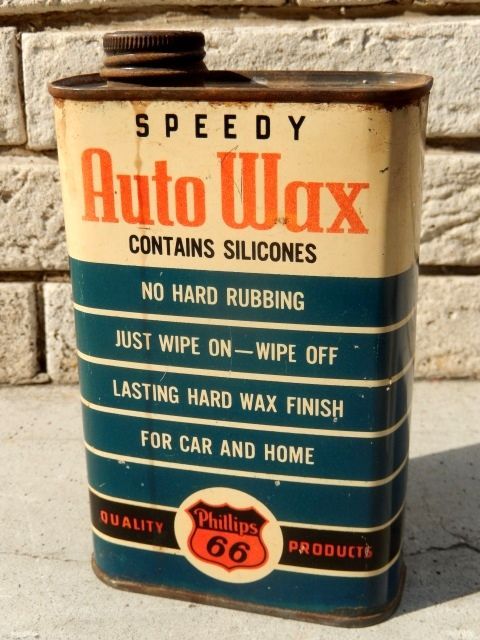 SPEEDY
Auto Wax
CONTAINS SILICONES
NO HARD RUBBING
JUST WIPE ON—WIPE OFF
LASTING HARD WAX FINISH
FOR CAR AND HOME
QUALITY Phillips 66 PRODUCTS